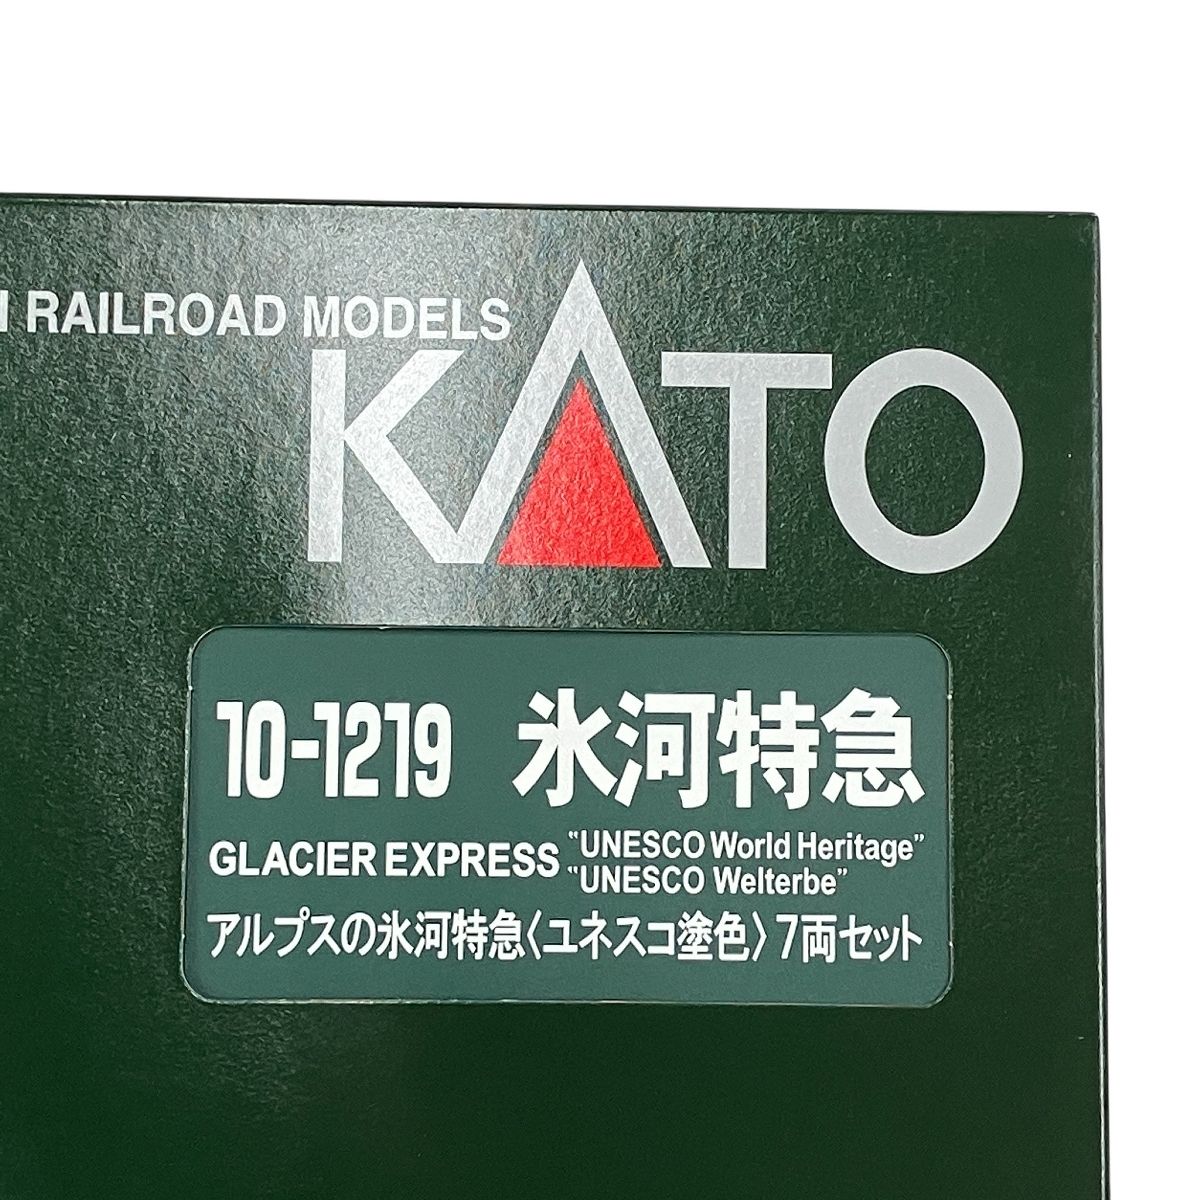 RAILROAD MODELS
KATO
10-1219 氷河特急
GLACIER EXPRESS "UNESCO World Heritage"
"UNESCO Welterbe"
アルプスの氷河特急〈ユネスコ塗色〉7両セット